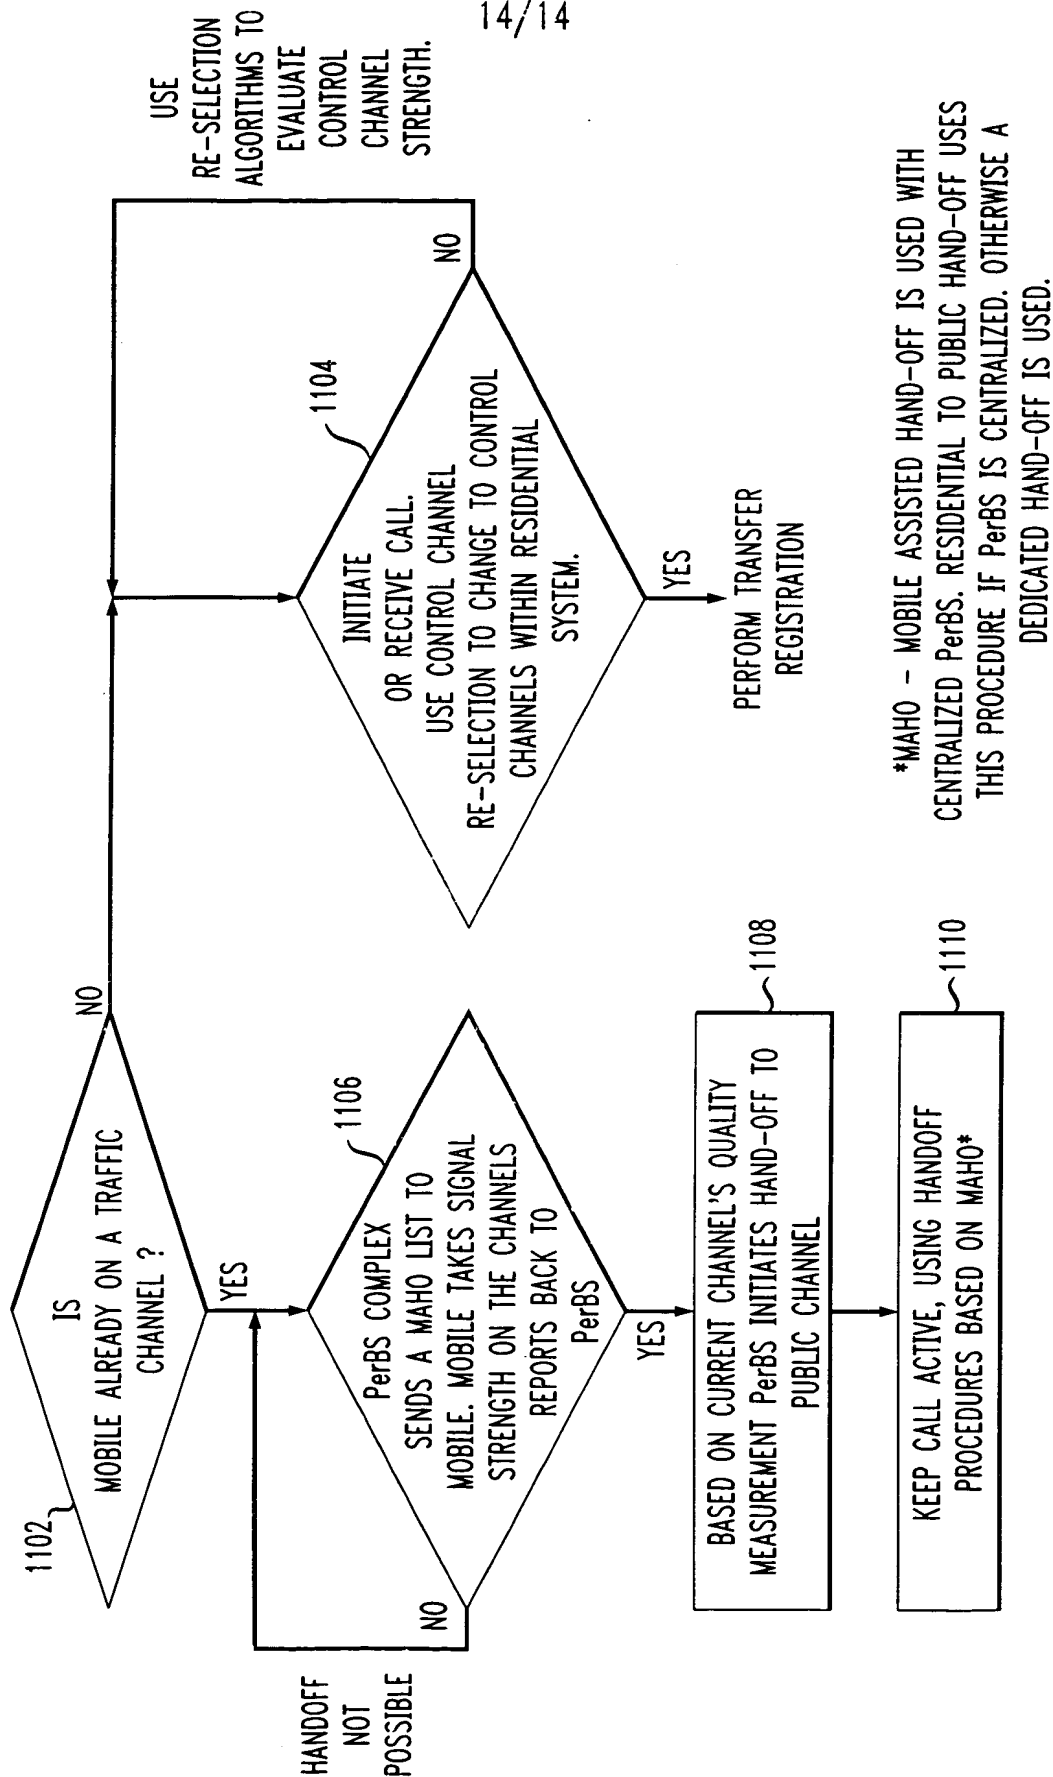 14/14
1102
IS
MOBILE ALREADY ON A TRAFFIC
CHANNEL ?
NO
YES
USE
RE-SELECTION
ALGORITHMS TO
EVALUATE
CONTROL
CHANNEL
STRENGTH.
HANDOFF
NOT
POSSIBLE
NO
PerBS COMPLEX
SENDS A MAHO LIST TO
MOBILE. MOBILE TAKES SIGNAL
STRENGTH ON THE CHANNELS
REPORTS BACK TO
PerBS
1106
YES
INITIATE
OR RECEIVE CALL.
USE CONTROL CHANNEL
RE-SELECTION TO CHANGE TO CONTROL
CHANNELS WITHIN RESIDENTIAL
SYSTEM.
1104
NO
YES
PERFORM TRANSFER
REGISTRATION
BASED ON CURRENT CHANNEL'S QUALITY
MEASUREMENT PerBS INITIATES HAND-OFF TO
PUBLIC CHANNEL
1108
KEEP CALL ACTIVE, USING HANDOFF
PROCEDURES BASED ON MAHO*
1110
*MAHO - MOBILE ASSISTED HAND-OFF IS USED WITH
CENTRALIZED PerBS. RESIDENTIAL TO PUBLIC HAND-OFF USES
THIS PROCEDURE IF PerBS IS CENTRALIZED. OTHERWISE A
DEDICATED HAND-OFF IS USED.